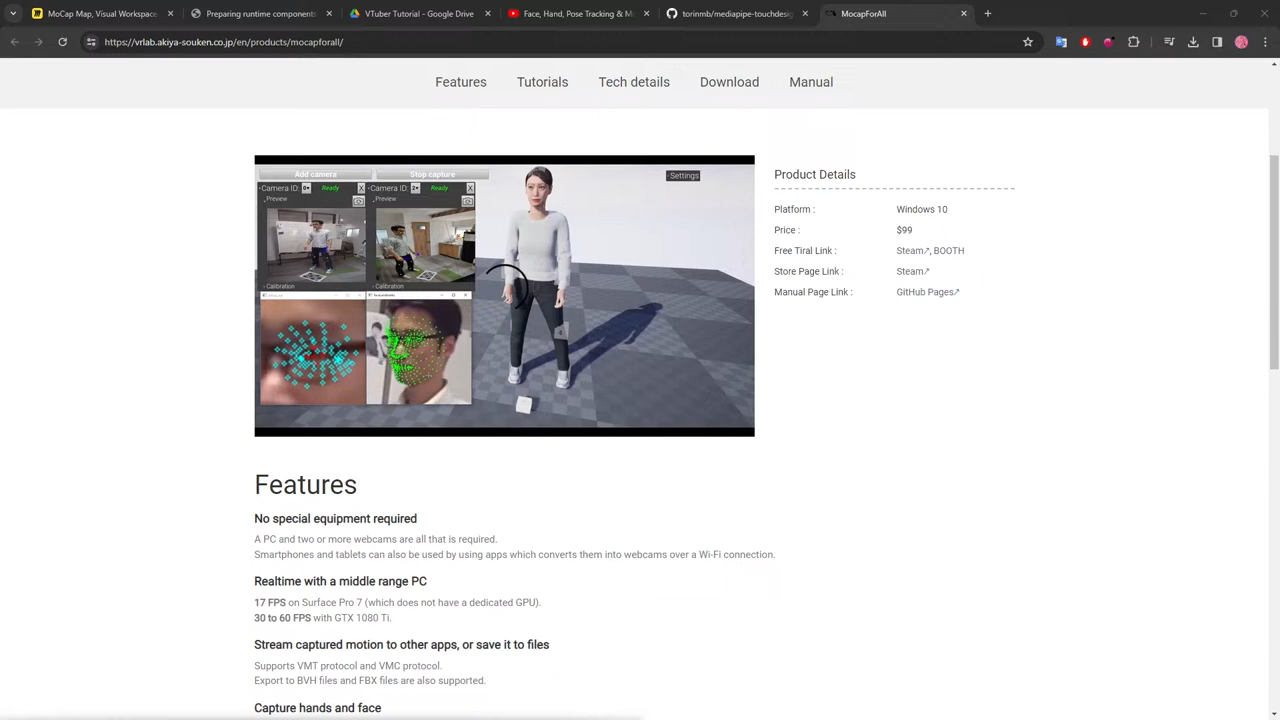 MoCap Map, Visual Workspace
Preparing runtime components
VTuber Tutorial - Google Drive
Face, Hand, Pose Tracking & Mo
torinmb/mediapipe-touchdesig
MocapForAll
https://vrlab.akiya-souken.co.jp/en/products/mocapforall/
Features
Tutorials
Tech details
Download
Manual
Add camera
Stop capture
Settings
Camera ID:
Ready
Camera ID:
Ready
Preview
Preview
Calibration
Calibration
Product Details
Platform :
Windows 10
Price :
$99
Free Tiral Link :
Steam↗, BOOTH
Store Page Link :
Steam↗
Manual Page Link :
GitHub Pages↗
Features
No special equipment required
A PC and two or more webcams are all that is required.
Smartphones and tablets can also be used by using apps which converts them into webcams over a Wi-Fi connection.
Realtime with a middle range PC
17 FPS on Surface Pro 7 (which does not have a dedicated GPU).
30 to 60 FPS with GTX 1080 Ti.
Stream captured motion to other apps, or save it to files
Supports VMT protocol and VMC protocol.
Export to BVH files and FBX files are also supported.
Capture hands and face